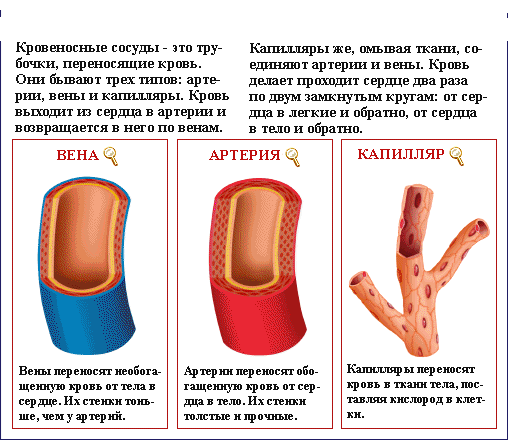 Кровеносные сосуды - это тру-
бочки, переносящие кровь.
Они бывают трех типов: арте-
рии, вены и капилляры. Кровь
выходит из сердца в артерии и
возвращается в него по венам.
Капилляры же, омывая ткани, со-
единяют артерии и вены. Кровь
делает проходит сердце два раза
по двум замкнутым кругам: от сер-
дца в легкие и обратно, от сердца
в тело и обратно.
ВЕНА
Вены переносят необога-
щенную кровь от тела в
сердце. Их стенки тонь-
ше, чем у артерий.
АРТЕРИЯ
Артерии переносят обо-
гащенную кровь от сер-
дца в тело. Их стенки
толстые и прочные.
КАПИЛЛЯР
Капилляры переносят
кровь в ткани тела, пос-
тавляя кислород в клет-
ки.